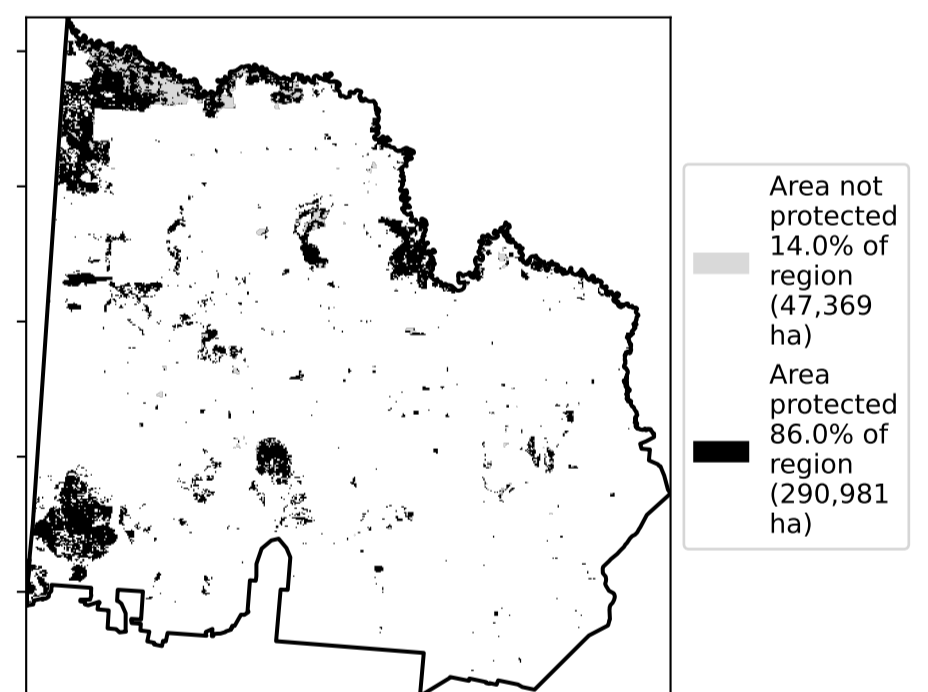 Area not
protected
14.0% of
region
(47,369
ha)
Area
protected
86.0% of
region
(290,981
ha)